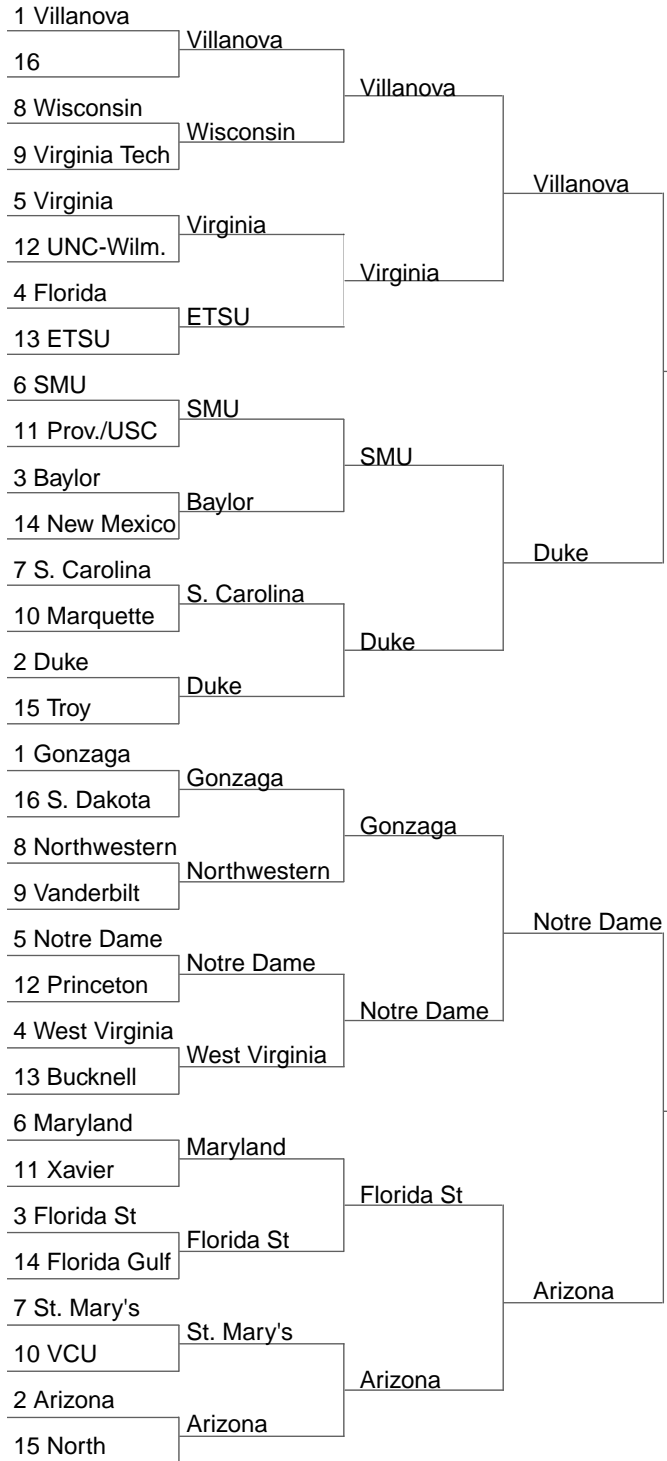 1 Villanova
16
8 Wisconsin
9 Virginia Tech
5 Virginia
12 UNC-Wilm.
4 Florida
13 ETSU
6 SMU
11 Prov./USC
3 Baylor
14 New Mexico
7 S. Carolina
10 Marquette
2 Duke
15 Troy
1 Gonzaga
16 S. Dakota
8 Northwestern
9 Vanderbilt
5 Notre Dame
12 Princeton
4 West Virginia
13 Bucknell
6 Maryland
11 Xavier
3 Florida St
14 Florida Gulf
7 St. Mary's
10 VCU
2 Arizona
15 North
Villanova
Wisconsin
Virginia
ETSU
SMU
Baylor
S. Carolina
Duke
Gonzaga
Northwestern
Notre Dame
West Virginia
Maryland
Florida St
St. Mary's
Arizona
Villanova
Virginia
SMU
Duke
Gonzaga
Notre Dame
Florida St
Arizona
Villanova
Duke
Notre Dame
Arizona